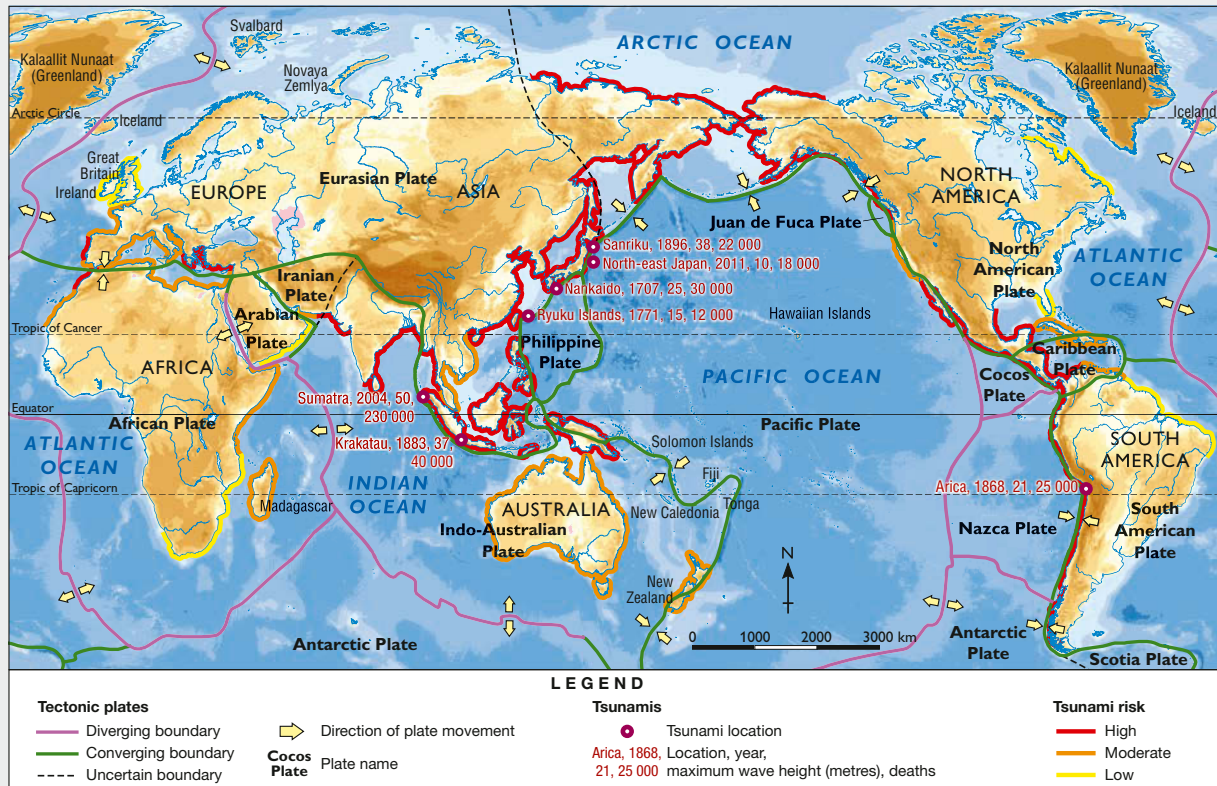 Kalaallit Nunaat
(Greenland)
Svalbard
Novaya
Zemlya
ARCTIC OCEAN
Kalaallit Nunaat
(Greenland)
Arctic Circle
Iceland
Iceland
Great
Britain
Ireland
EUROPE
Eurasian Plate
ASIA
NORTH
AMERICA
Juan de Fuca Plate
North
American
Plate
ATLANTIC
OCEAN
Sanriku, 1896, 38, 22 000
North-east Japan, 2011, 10, 18 000
Nankaido, 1707, 25, 30 000
Ryuku Islands, 1771, 15, 12 000
Iranian
Plate
Arabian
Plate
Tropic of Cancer
Hawaiian Islands
Philippine
Plate
AFRICA
Caribbean
Plate
Cocos
Plate
PACIFIC OCEAN
Sumatra, 2004, 50,
230 000
Equator
African Plate
Pacific Plate
ATLANTIC
OCEAN
Krakatau, 1883, 37,
40 000
Solomon Islands
SOUTH
AMERICA
INDIAN
OCEAN
Fiji
Tropic of Capricorn
Madagascar
Arica, 1868, 21, 25 000
New Caledonia
Tonga
AUSTRALIA
Indo-Australian
Plate
Nazca Plate
South
American
Plate
N
New
Zealand
0 1000 2000 3000 km
Antarctic Plate
Antarctic
Plate
Scotia Plate
LEGEND
Tectonic plates
Diverging boundary
Converging boundary
Uncertain boundary
Direction of plate movement
Cocos
Plate
Plate name
Tsunamis
Tsunami location
Arica, 1868,
21, 25 000
Location, year,
maximum wave height (metres), deaths
Tsunami risk
High
Moderate
Low